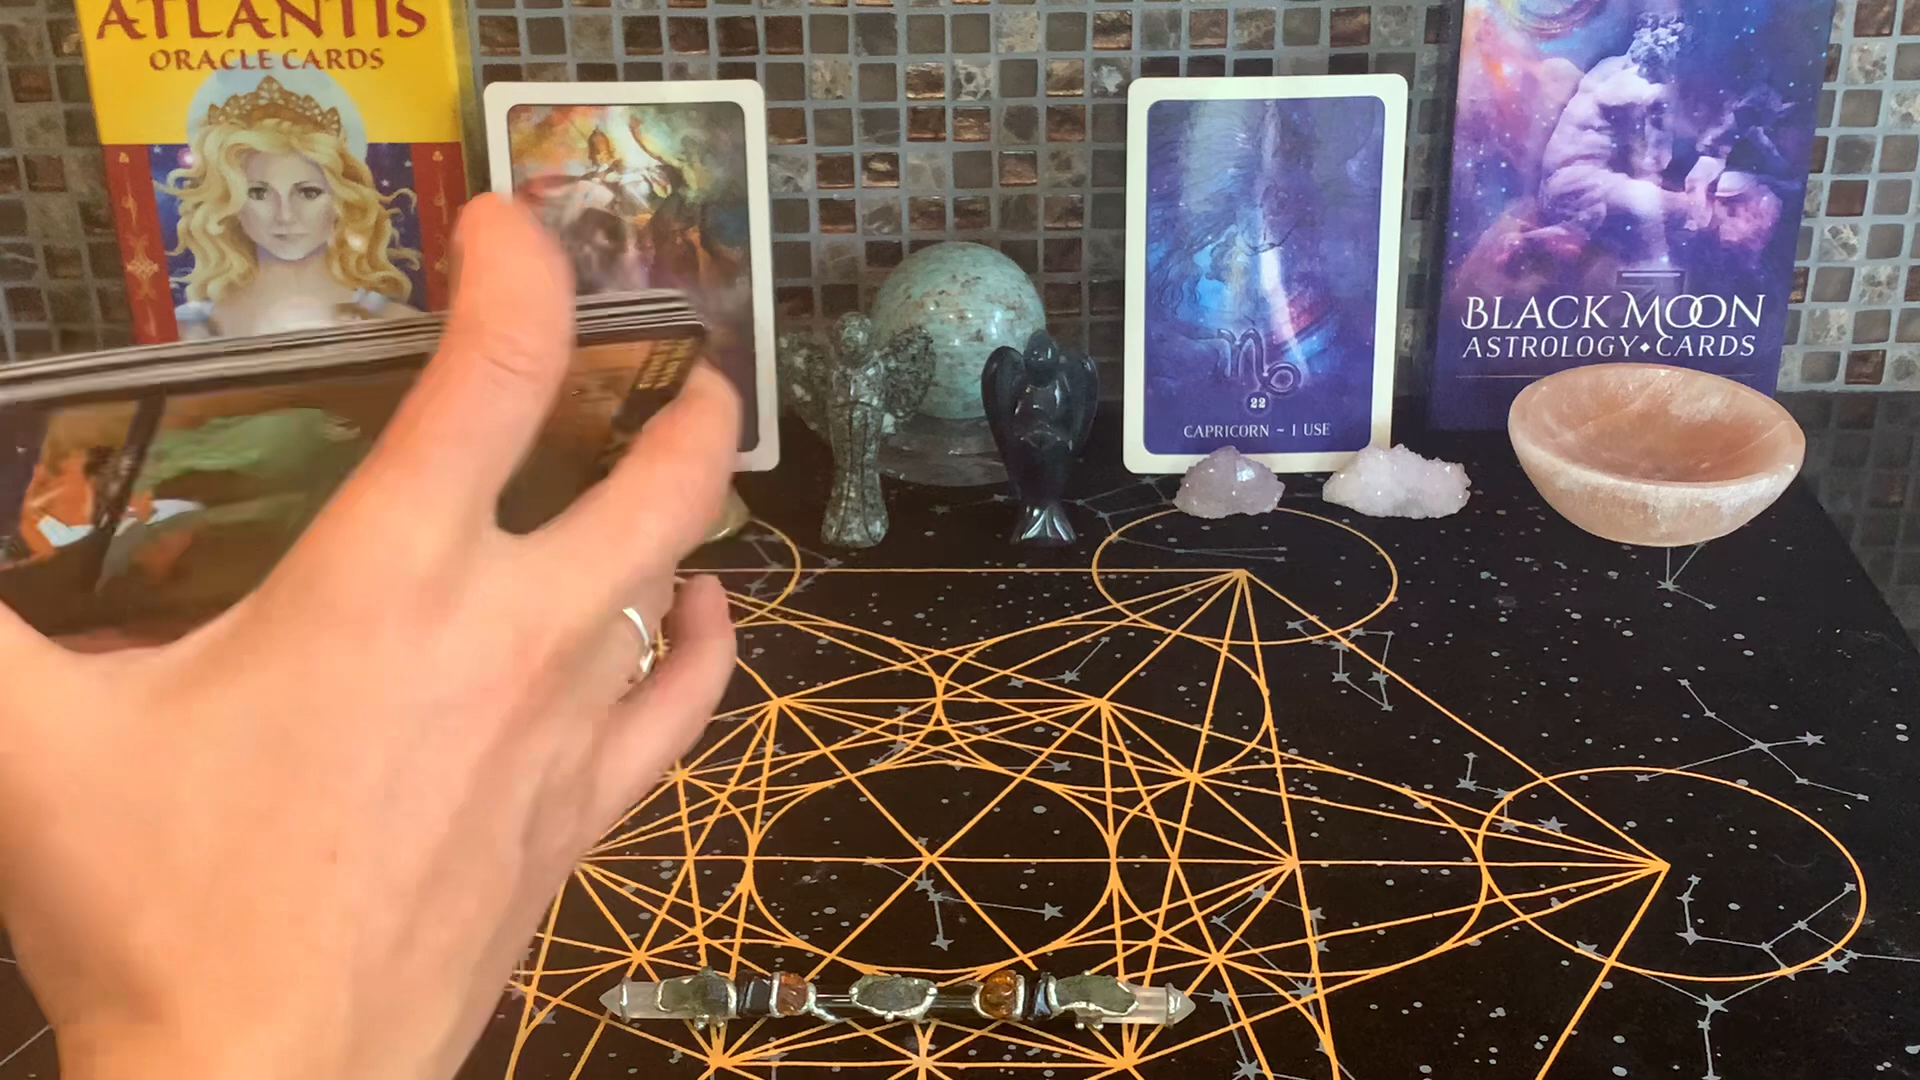 ATLANTIS
ORACLE CARDS
22
CAPRICORN ~ I USE
BLACK MOON
ASTROLOGY ◆ CARDS